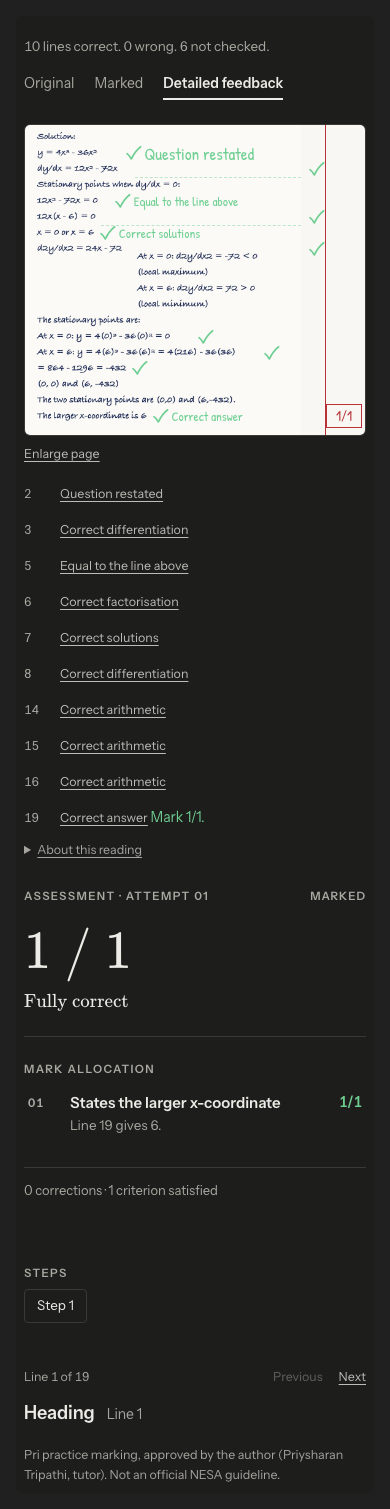 10 lines correct. 0 wrong. 6 not checked.
Original Marked Detailed feedback
Solution:
y = 4x³ - 36x²
Question restated
dy/dx = 12x² - 72x
Stationary points when dy/dx = 0:
12x² - 72x = 0
Equal to the line above
12x(x - 6) = 0
x = 0 or x = 6
Correct solutions
d2y/dx2 = 24x - 72
At x = 0: d2y/dx2 = -72 < 0
(local maximum)
At x = 6: d2y/dx2 = 72 > 0
(local minimum)
The stationary points are:
At x = 0: y = 4(0)³ - 36(0)² = 0
At x = 6: y = 4(6)³ - 36(6)² = 4(216) - 36(36)
= 864 - 1296 = -432
(0, 0) and (6, -432)
The two stationary points are (0,0) and (6,-432).
The larger x-coordinate is 6
Correct answer
1/1
Enlarge page
2 Question restated
3 Correct differentiation
5 Equal to the line above
6 Correct factorisation
7 Correct solutions
8 Correct differentiation
14 Correct arithmetic
15 Correct arithmetic
16 Correct arithmetic
19 Correct answer Mark 1/1.
About this reading
ASSESSMENT · ATTEMPT 01 MARKED
1 / 1
Fully correct
MARK ALLOCATION
01 States the larger x-coordinate 1/1
Line 19 gives 6.
0 corrections · 1 criterion satisfied
STEPS
Step 1
Line 1 of 19 Previous Next
Heading Line 1
Pri practice marking, approved by the author (Priysharan
Tripathi, tutor). Not an official NESA guideline.